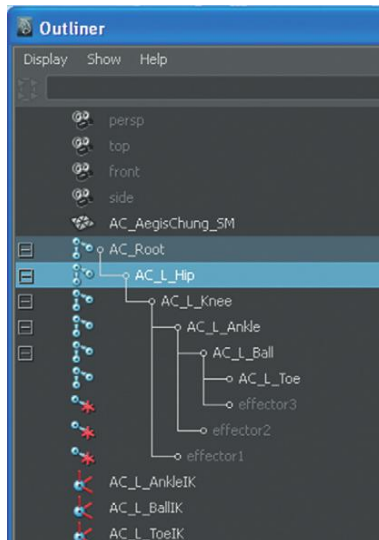 Outliner
Display Show Help
persp
top
front
side
AC_AegisChung_SM
AC_Root
AC_L_Hip
AC_L_Knee
AC_L_Ankle
AC_L_Ball
AC_L_Toe
effector3
effector2
effector1
AC_L_AnkleIK
AC_L_BallIK
AC_L_ToeIK